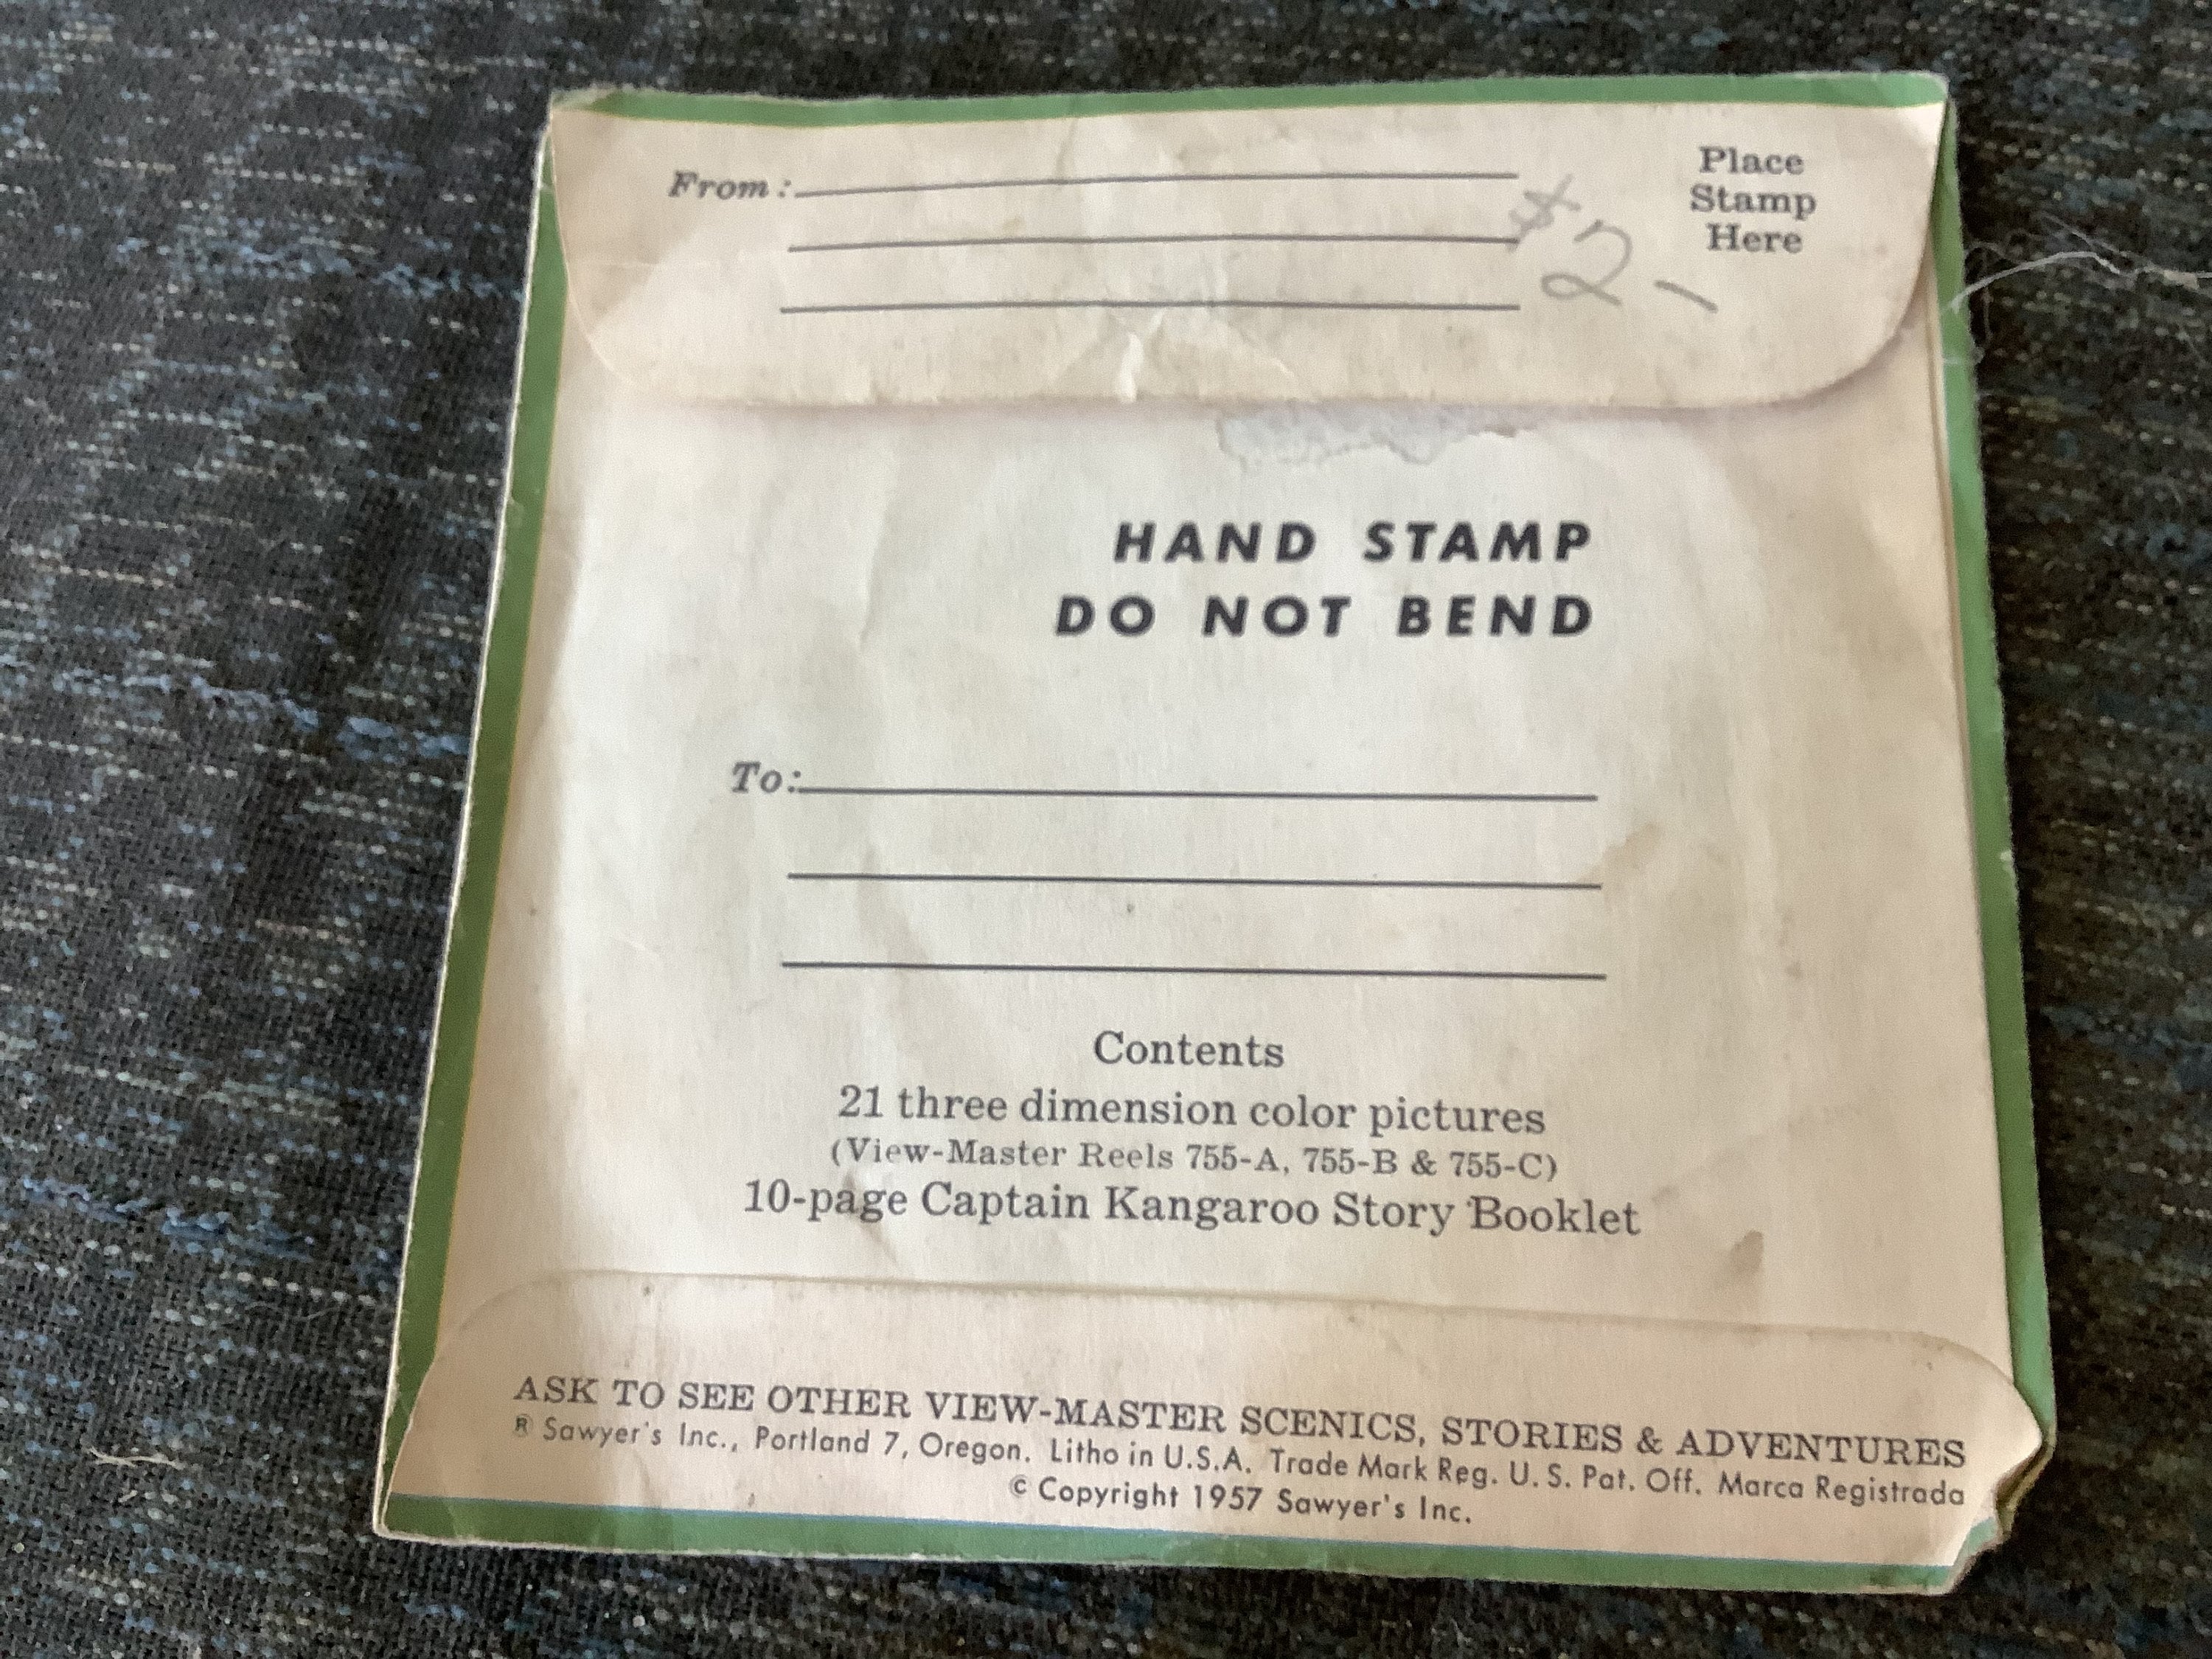 From:
Place
Stamp
Here
$2-
HAND STAMP
DO NOT BEND
To:
Contents
21 three dimension color pictures
(View-Master Reels 755-A, 755-B & 755-C)
10-page Captain Kangaroo Story Booklet
ASK TO SEE OTHER VIEW-MASTER SCENICS, STORIES & ADVENTURES
® Sawyer's Inc., Portland 7, Oregon. Litho in U.S.A. Trade Mark Reg. U. S. Pat. Off. Marca Registrada
© Copyright 1957 Sawyer's Inc.